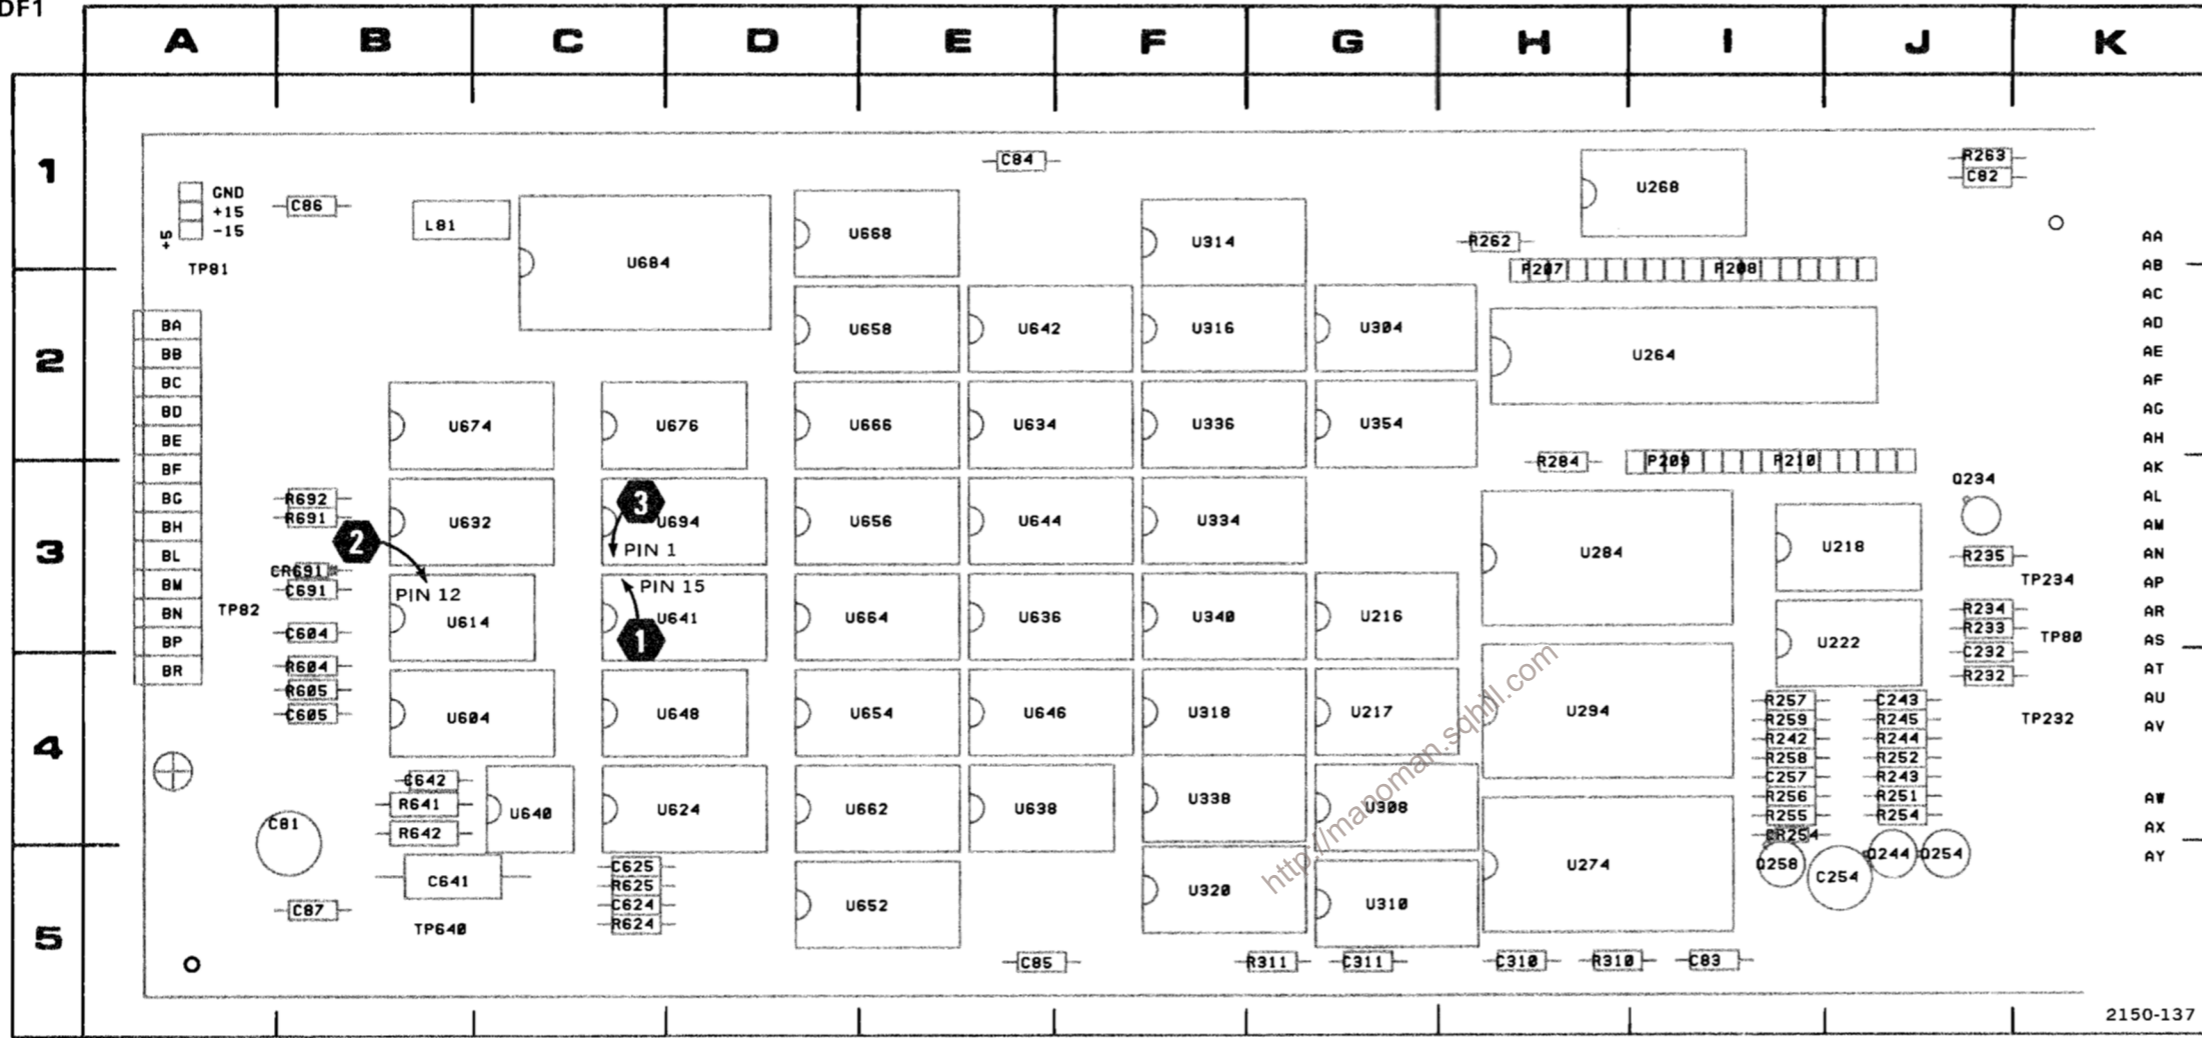 DF1
A B C D E F G H I J K
1
C84
R263
C82
U268
GND
+15
-15
+5
TP81
C86
L81
U684
U668
U314
R262
P207 P208
AA
AB
2
BA
BB
BC
BD
BE
BF
BG
BH
BL
BM
BN
BP
BR
U658 U642 U316 U304
U264
AC
AD
AE
AF
AG
AH
U674 U676 U666 U634 U336 U354
R284 P209 P210
AK
3
Q234
R692
R691
2
CR691
C691
TP82
C604
U632
3
U694
PIN 1
U656 U644 U334
U284
U218
R235
TP234
AL
AM
AN
AP
AR
AS
PIN 12
U614
PIN 15
U641
1
U664 U636 U340 U216
U222
R234
R233
C232
R232
TP80
4
R604
R605
C605
U604 U648 U654 U646 U318 U217 U294
R257
R259
R242
R258
C257
R256
R255
CR254
C243
R245
R244
R252
R243
R251
R254
TP232
AT
AU
AV
AW
AX
AY
C642
R641
R642
C81
U640 U624 U662 U638 U338 U308
U274
Q258 C254 Q244 Q254
5
C641
C87
TP640
C625
R625
C624
R624
U652 U320 U310
C85 R311 C311 C310 R310 C83
http://manoman.sqhill.com
2150-137